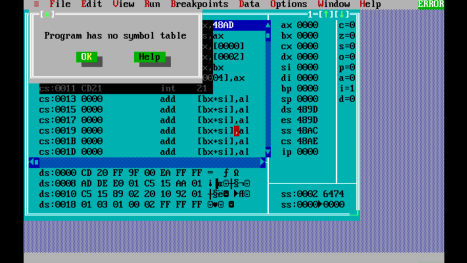 ≡ File Edit View Run Breakpoints Data Options Window Help ERROR
1=[↑][↓]
Program has no symbol table
OK Help
,48AD
,ax
,[0000]
,[0002]
04],ax
cs:0011 CD21 int 21
cs:0013 0000 add [bx+si],al
cs:0015 0000 add [bx+si],al
cs:0017 0000 add [bx+si],al
cs:0019 0000 add [bx+si],al
cs:001B 0000 add [bx+si],al
cs:001D 0000 add [bx+si],al
ax 0000 c=0
bx 0000 z=0
cx 0000 s=0
dx 0000 o=0
si 0000 p=0
di 0000 a=0
bp 0000 i=1
sp 0000 d=0
ds 489D
es 489D
ss 48AC
cs 48AE
ip 0000
ds:0000 CD 20 FF 9F 00 EA FF FF
ds:0008 AD DE E0 01 C5 15 AA 01
ds:0010 C5 15 89 02 20 10 92 01
ds:0018 01 03 01 00 02 FF FF FF
ss:0002 6474
ss:0000►0000